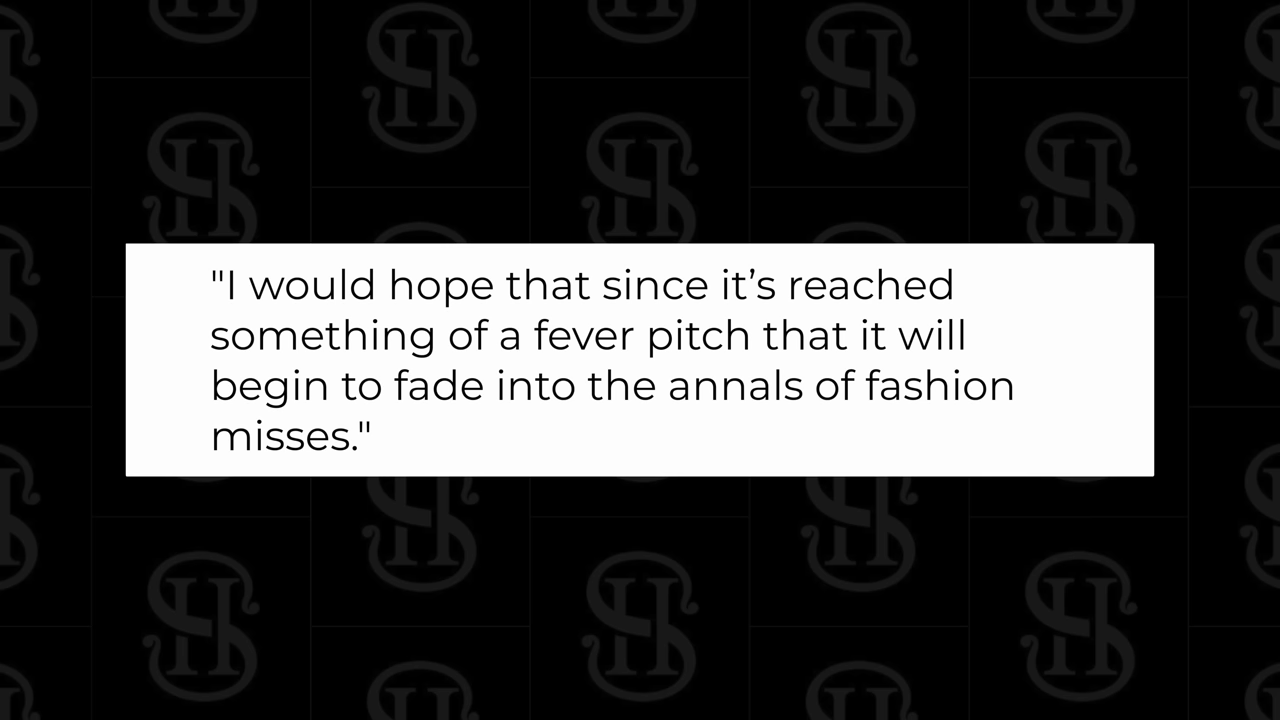 "I would hope that since it’s reached
something of a fever pitch that it will
begin to fade into the annals of fashion
misses."